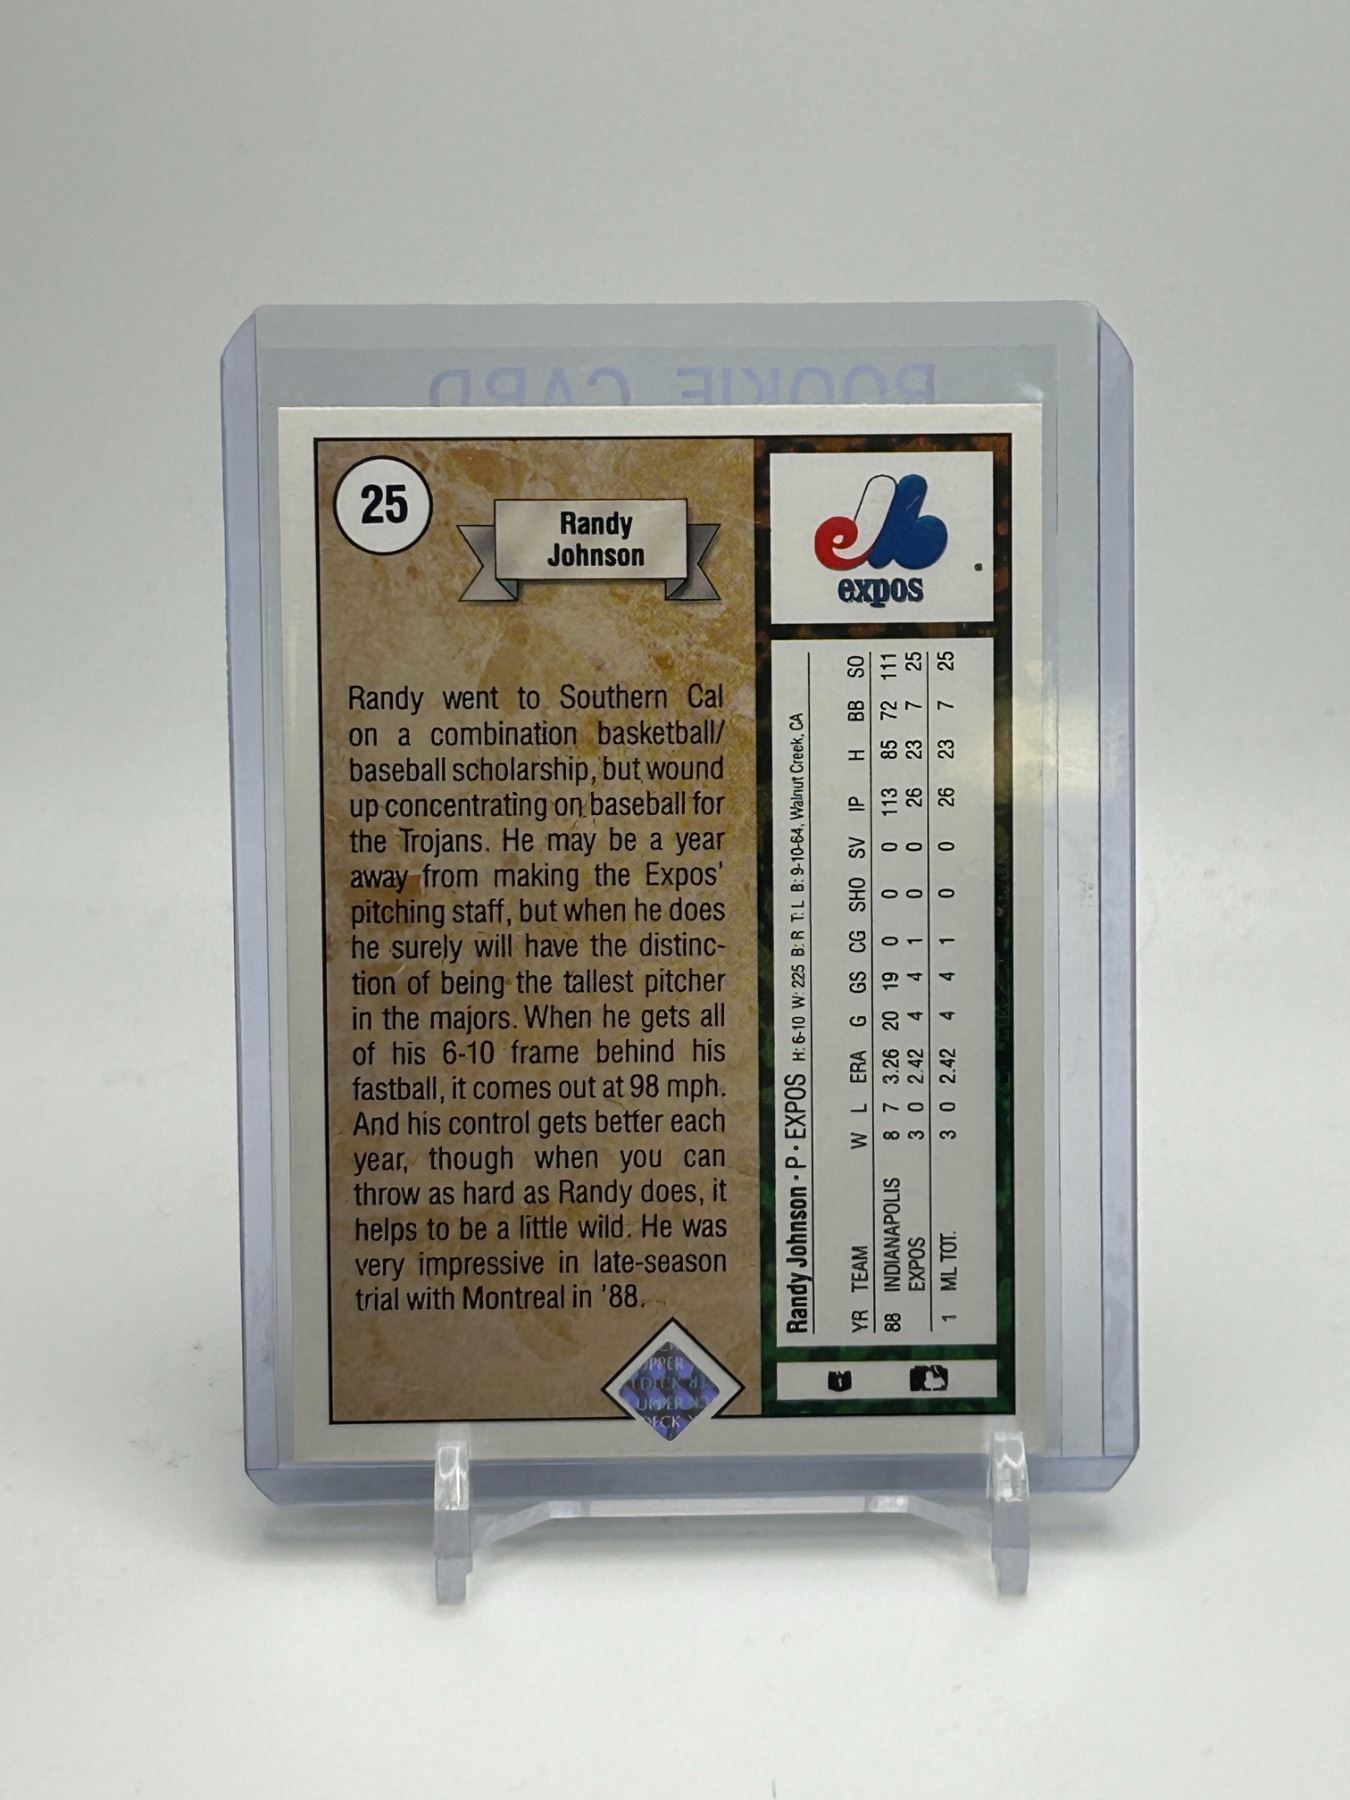 ROOKIE CARD
25
Randy
Johnson
expos
Randy went to Southern Cal
on a combination basketball/
baseball scholarship, but wound
up concentrating on baseball for
the Trojans. He may be a year
away from making the Expos'
pitching staff, but when he does
he surely will have the distinc-
tion of being the tallest pitcher
in the majors. When he gets all
of his 6-10 frame behind his
fastball, it comes out at 98 mph.
And his control gets better each
year, though when you can
throw as hard as Randy does, it
helps to be a little wild. He was
very impressive in late-season
trial with Montreal in '88.
Randy Johnson • P • EXPOS H: 6-10 W: 225 B: R T: L B: 9-10-64, Walnut Creek, CA
YR TEAM W L ERA G GS CG SHO SV IP H BB SO
88 INDIANAPOLIS 8 7 3.26 20 19 0 0 0 113 85 72 111
EXPOS 3 0 2.42 4 4 1 0 0 26 23 7 25
1 ML TOT. 3 0 2.42 4 4 1 0 0 26 23 7 25
UPPER
DECK
UPPER
DECK